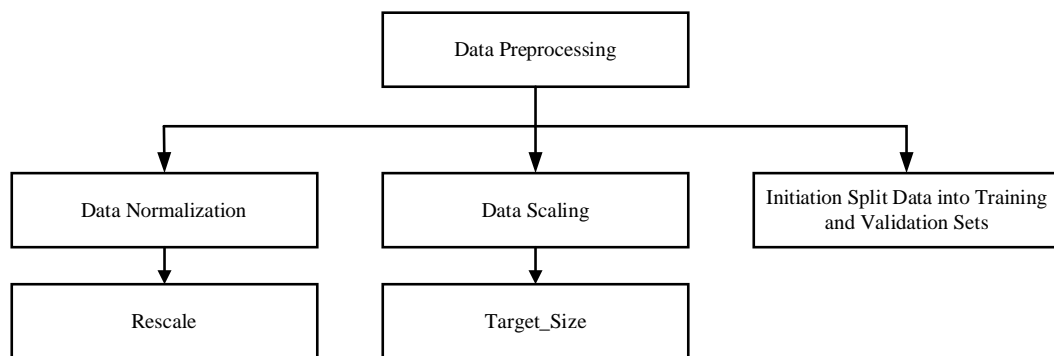 Data Preprocessing
Data Normalization
Data Scaling
Initiation Split Data into Training
and Validation Sets
Rescale
Target_Size